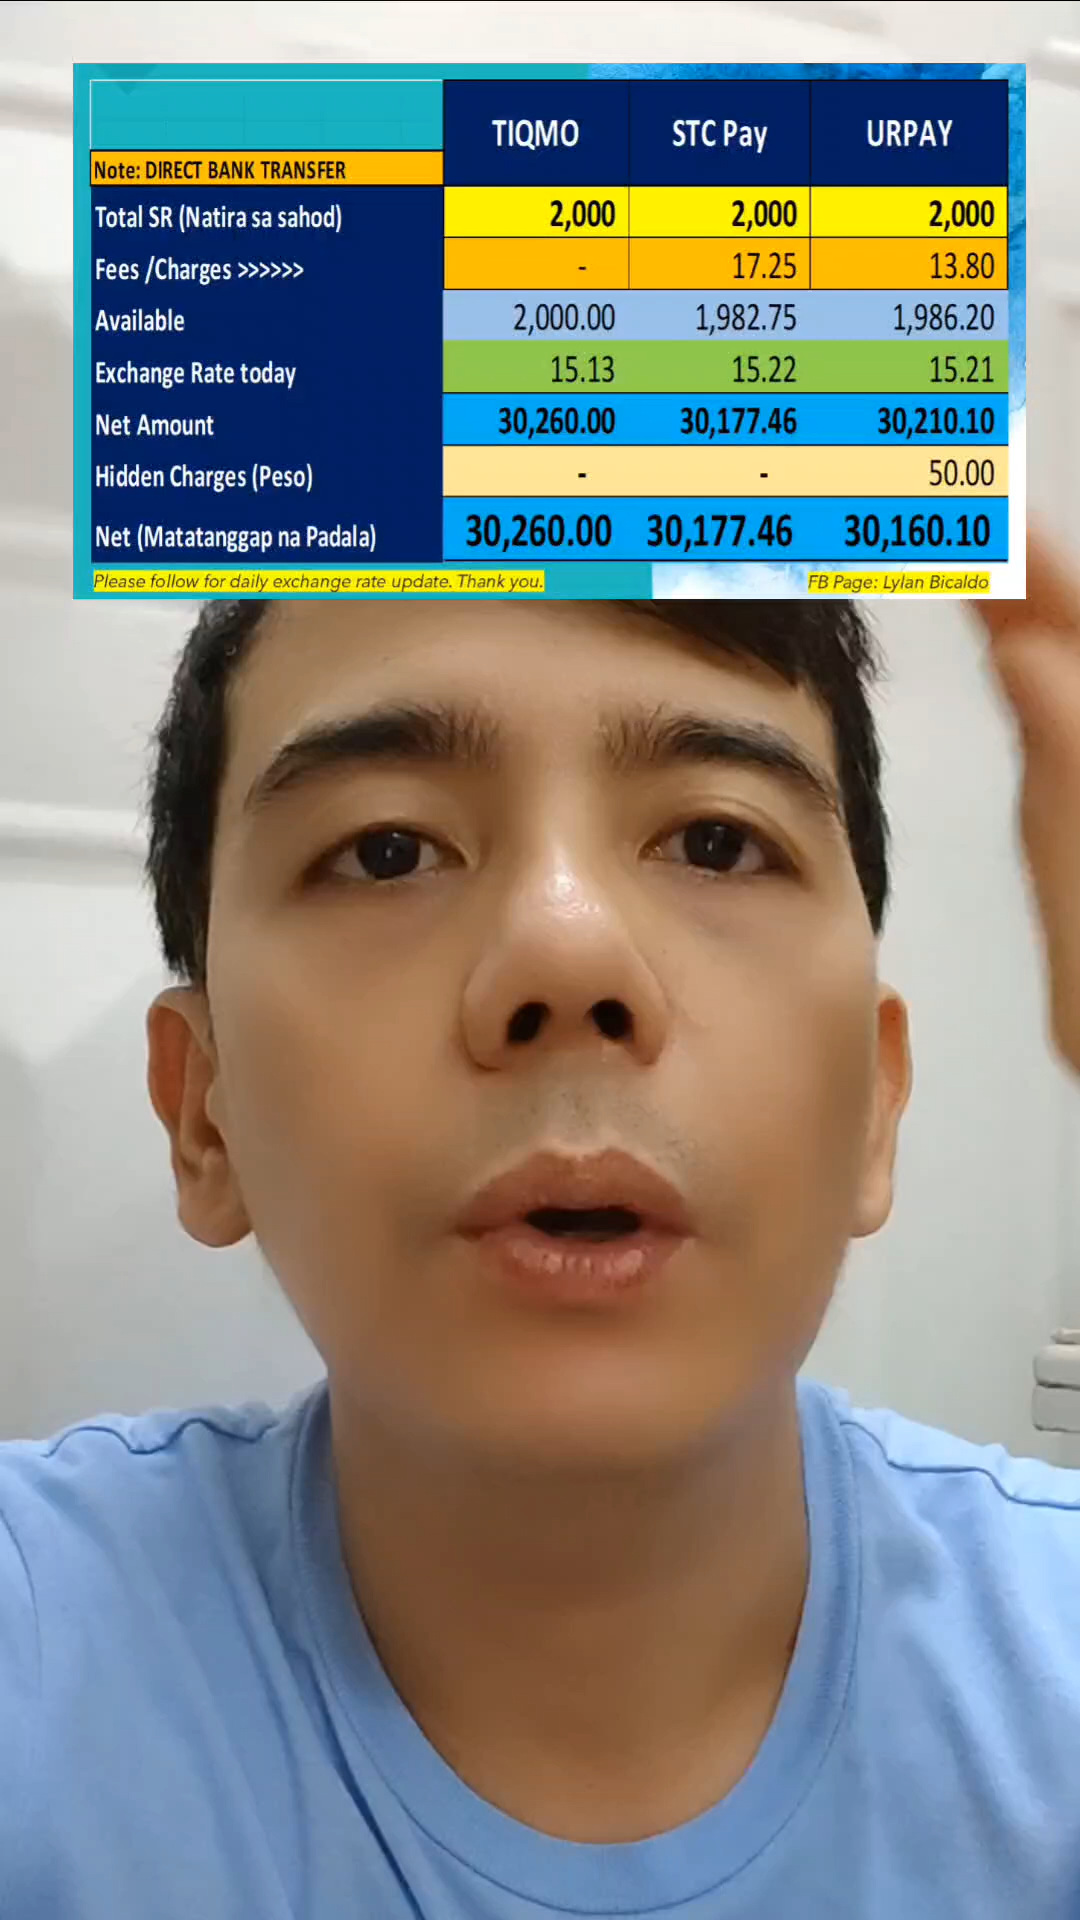 TIQMO STC Pay URPAY
Note: DIRECT BANK TRANSFER
Total SR (Natira sa sahod) 2,000 2,000 2,000
Fees /Charges >>>>>> - 17.25 13.80
Available 2,000.00 1,982.75 1,986.20
Exchange Rate today 15.13 15.22 15.21
Net Amount 30,260.00 30,177.46 30,210.10
Hidden Charges (Peso) - - 50.00
Net (Matatanggap na Padala) 30,260.00 30,177.46 30,160.10
Please follow for daily exchange rate update. Thank you. FB Page: Lylan Bicaldo